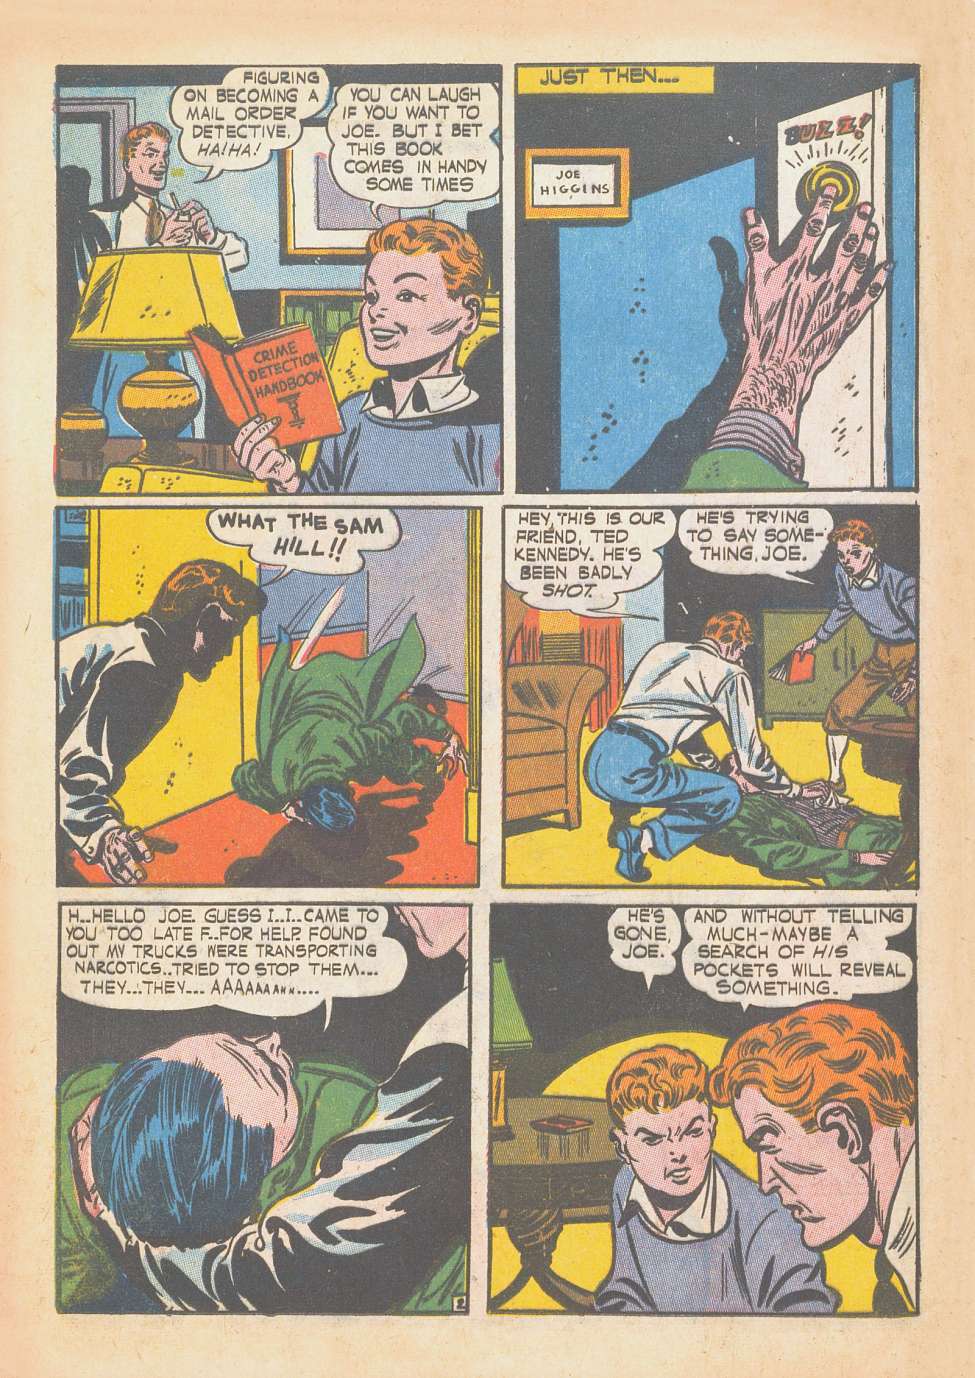 FIGURING
ON BECOMING A
MAIL ORDER
DETECTIVE,
HA!HA!
YOU CAN LAUGH
IF YOU WANT TO
JOE. BUT I BET
THIS BOOK
COMES IN HANDY
SOME TIMES
CRIME
DETECTION
HANDBOOK
JUST THEN....
BUZZ!
JOE
HIGGINS
WHAT THE SAM
HILL!!
HEY, THIS IS OUR
FRIEND, TED
KENNEDY. HE'S
BEEN BADLY
SHOT.
HE'S TRYING
TO SAY SOME-
THING, JOE.
H..HELLO JOE. GUESS I..I..CAME TO
YOU TOO LATE F..FOR HELP. FOUND
OUT MY TRUCKS WERE TRANSPORTING
NARCOTICS..TRIED TO STOP THEM...
THEY...THEY... AAAAAAAHH....
2
HE'S
GONE,
JOE.
AND WITHOUT TELLING
MUCH-MAYBE A
SEARCH OF HIS
POCKETS WILL REVEAL
SOMETHING.